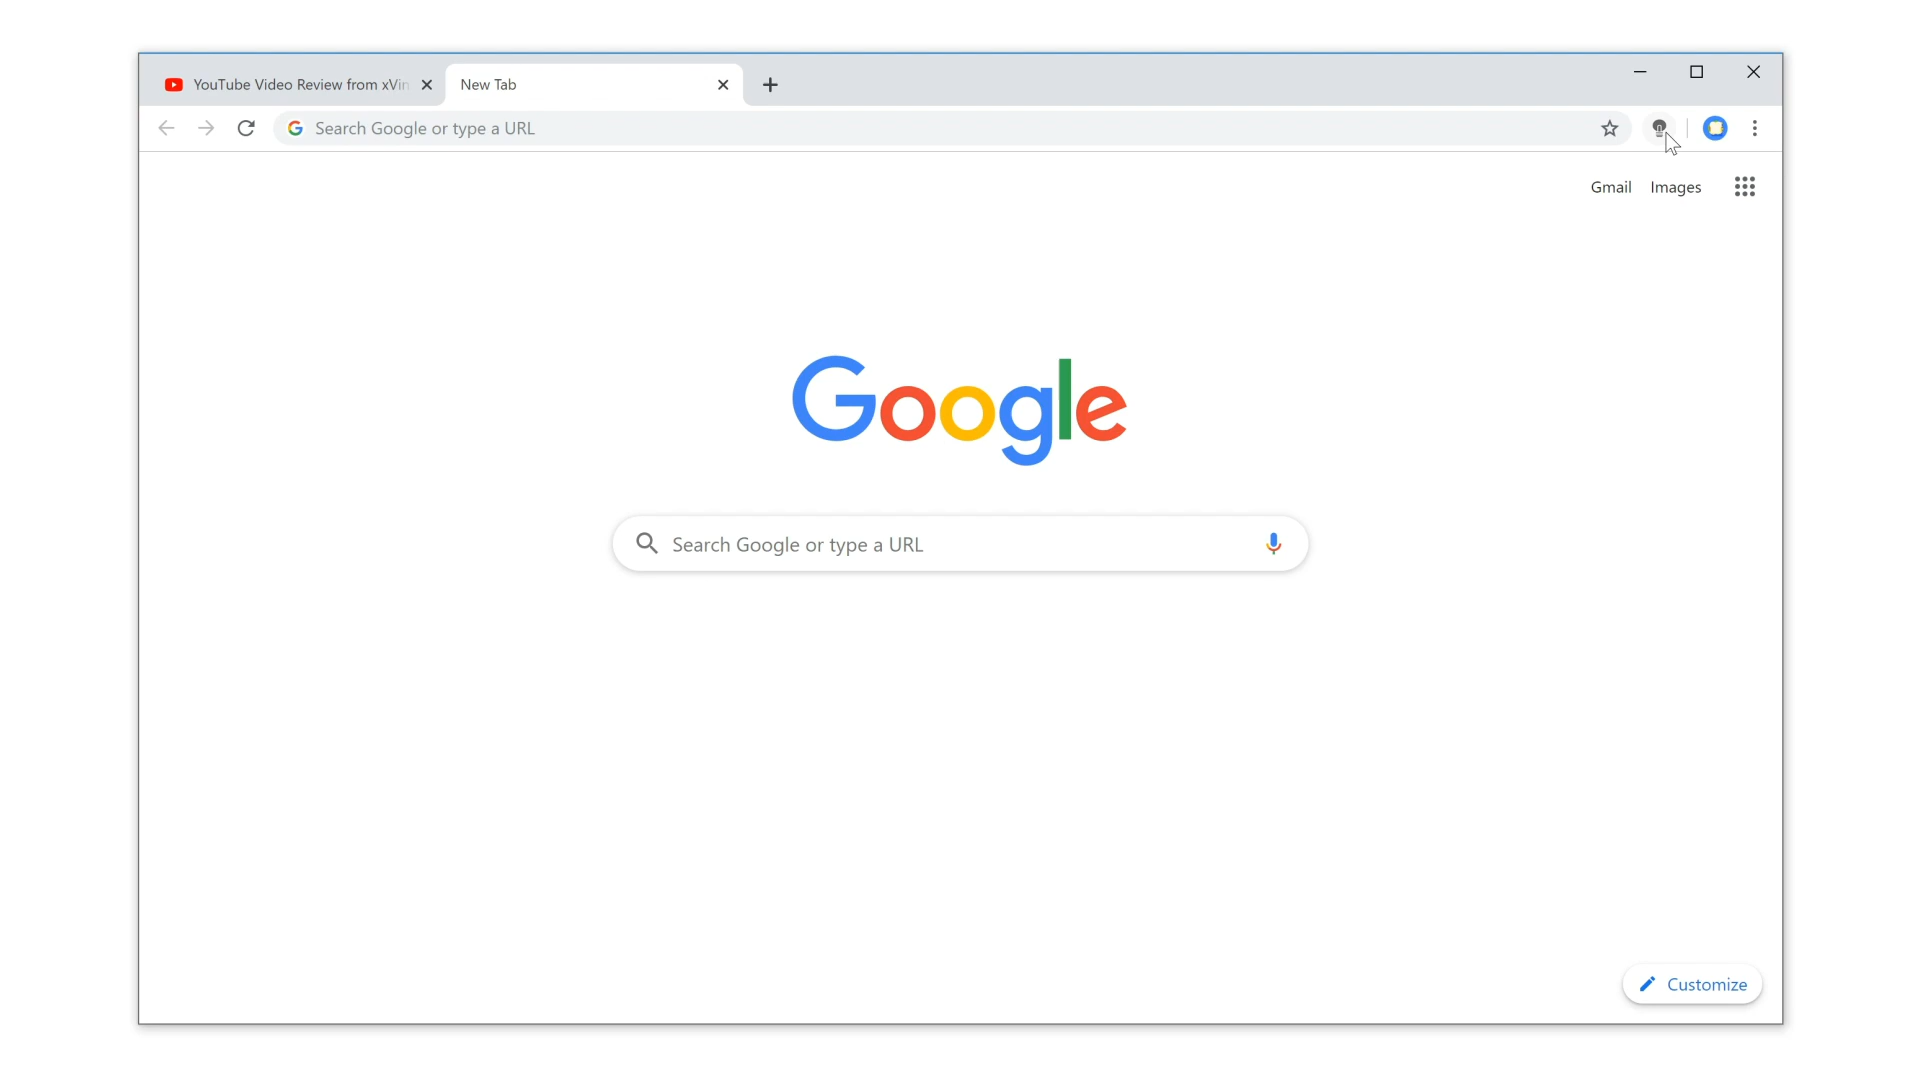 YouTube Video Review from xVin
New Tab
Search Google or type a URL
Gmail Images
Google
Search Google or type a URL
Customize